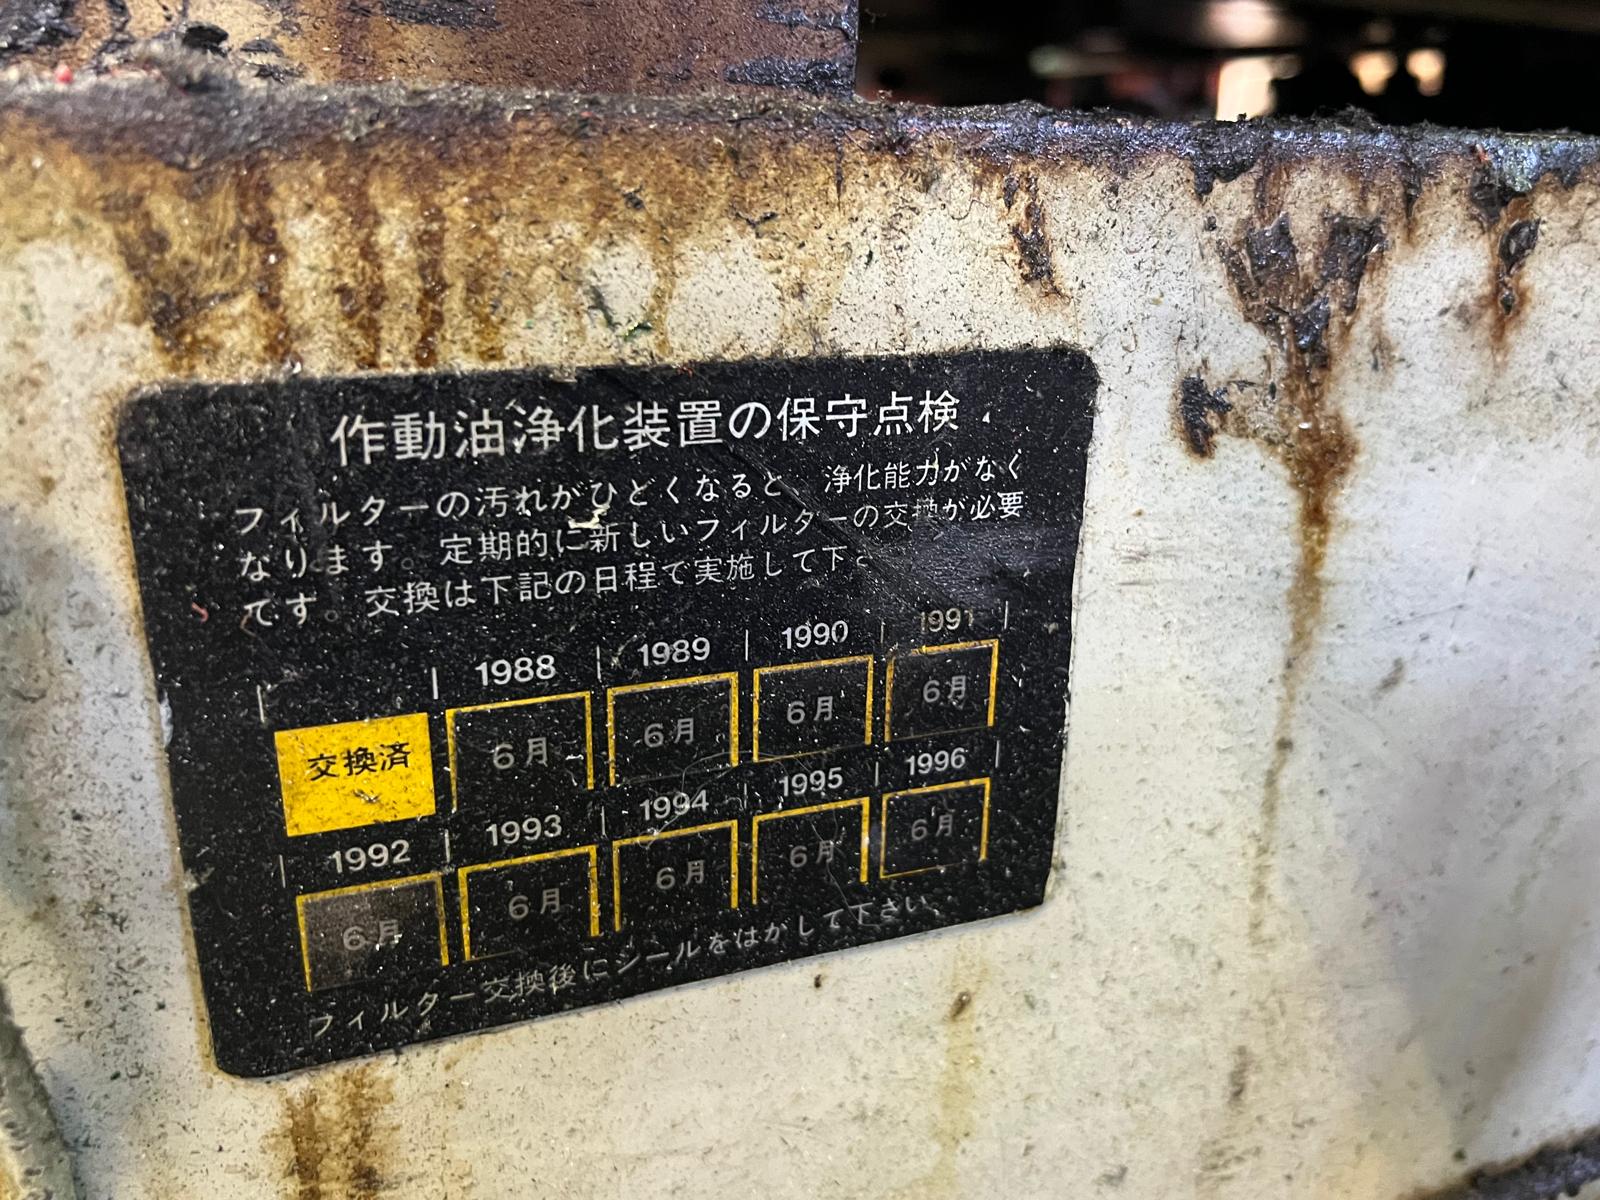 作動油浄化装置の保守点検
フィルターの汚れがひどくなると、浄化能力がなく
なります。定期的に新しいフィルターの交換が必要
です。交換は下記の日程で実施して下さ
1988 1989 1990 1991
交換済 6月 6月 6月 6月
1992 1993 1994 1995 1996
6月 6月 6月 6月 6月
フィルター交換後にシールをはがして下さい。